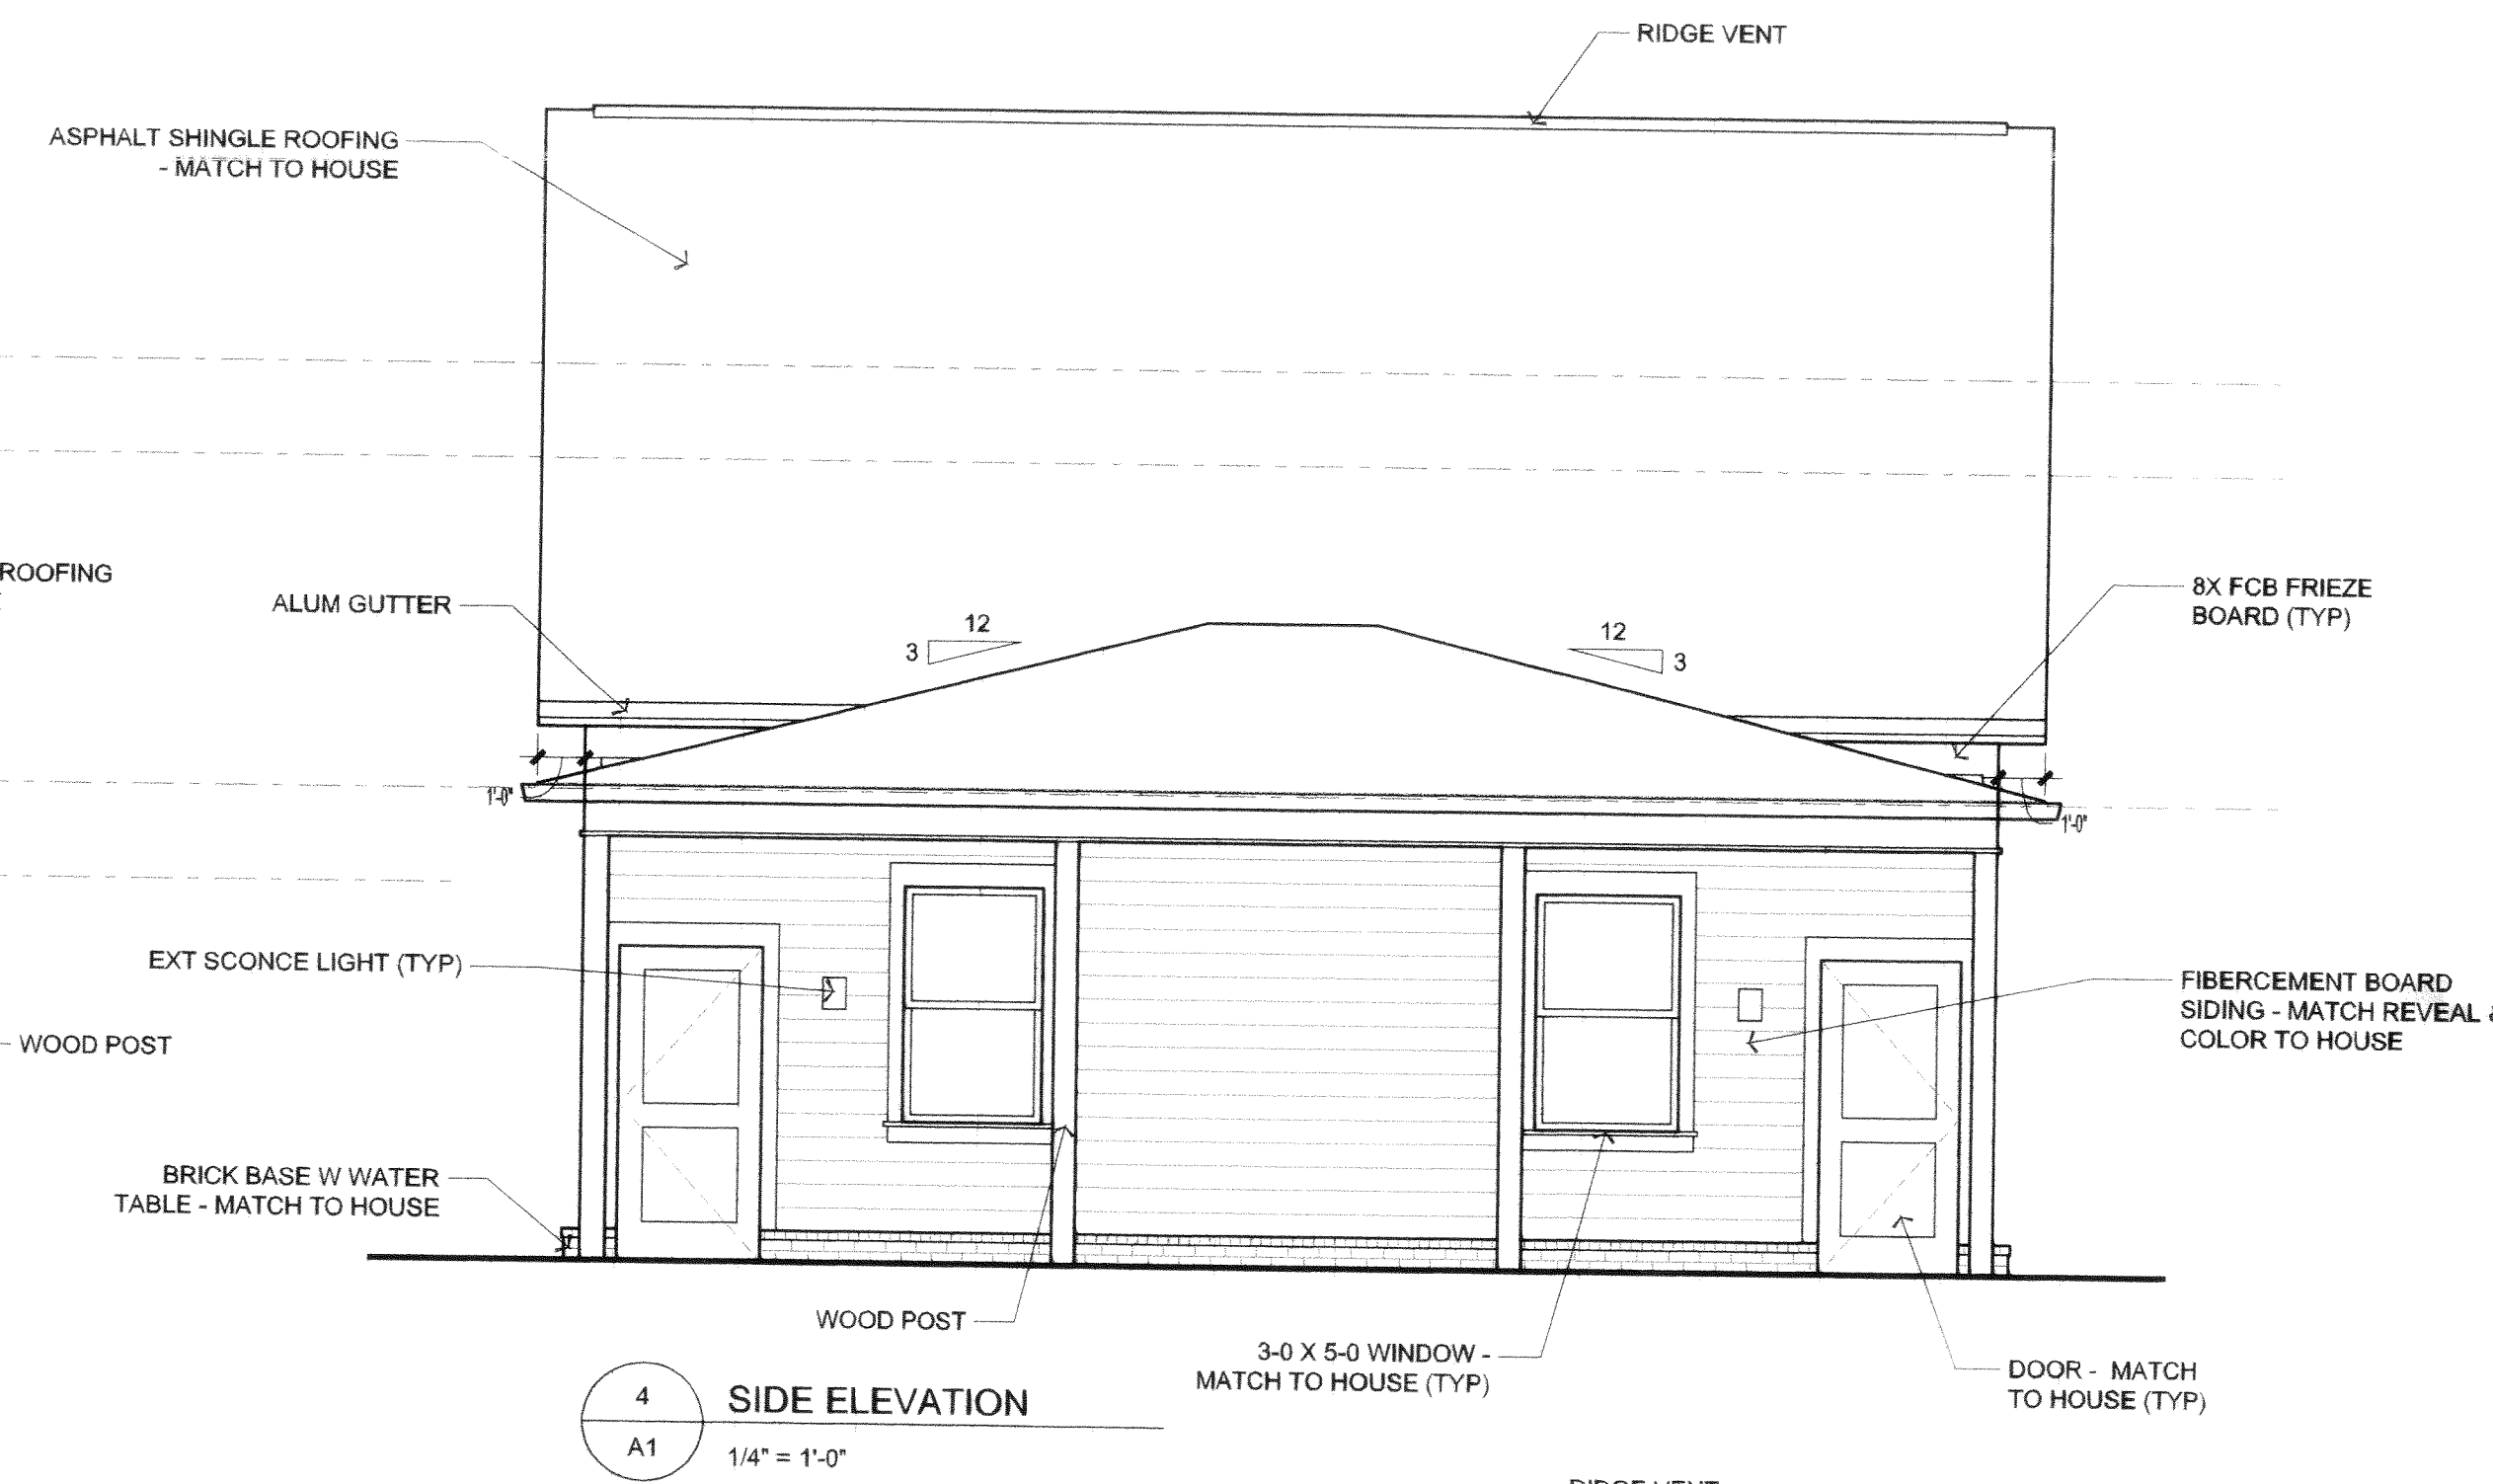 RIDGE VENT
ASPHALT SHINGLE ROOFING
- MATCH TO HOUSE
ROOFING
ALUM GUTTER
12
3
12
3
8X FCB FRIEZE
BOARD (TYP)
1'-0"
1'-0"
EXT SCONCE LIGHT (TYP)
FIBERCEMENT BOARD
SIDING - MATCH REVEAL &
COLOR TO HOUSE
WOOD POST
BRICK BASE W WATER
TABLE - MATCH TO HOUSE
WOOD POST
3-0 X 5-0 WINDOW -
MATCH TO HOUSE (TYP)
DOOR - MATCH
TO HOUSE (TYP)
4
A1
SIDE ELEVATION
1/4" = 1'-0"
RIDGE VENT